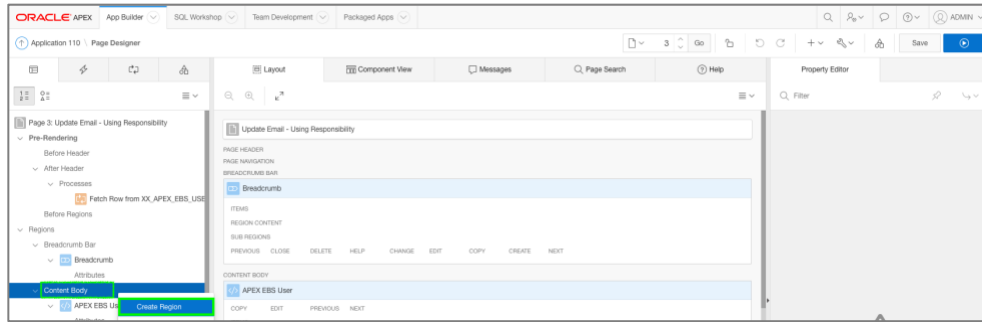 ORACLE APEX App Builder SQL Workshop Team Development Packaged Apps ADMIN
Application 110 \ Page Designer 3 Go Save
Layout Component View Messages Page Search Help Property Editor
Filter
Page 3: Update Email - Using Responsibility
Pre-Rendering
Before Header
After Header
Processes
Fetch Row from XX_APEX_EBS_USE
Before Regions
Regions
Breadcrumb Bar
Breadcrumb
Attributes
Content Body
APEX EBS Us
Create Region
Attributes
Update Email - Using Responsibility
PAGE HEADER
PAGE NAVIGATION
BREADCRUMBS BAR
Breadcrumb
ITEMS
REGION CONTENT
SUB REGIONS
PREVIOUS CLOSE DELETE HELP CHANGE EDIT COPY CREATE NEXT
CONTENT BODY
APEX EBS User
COPY EDIT PREVIOUS NEXT